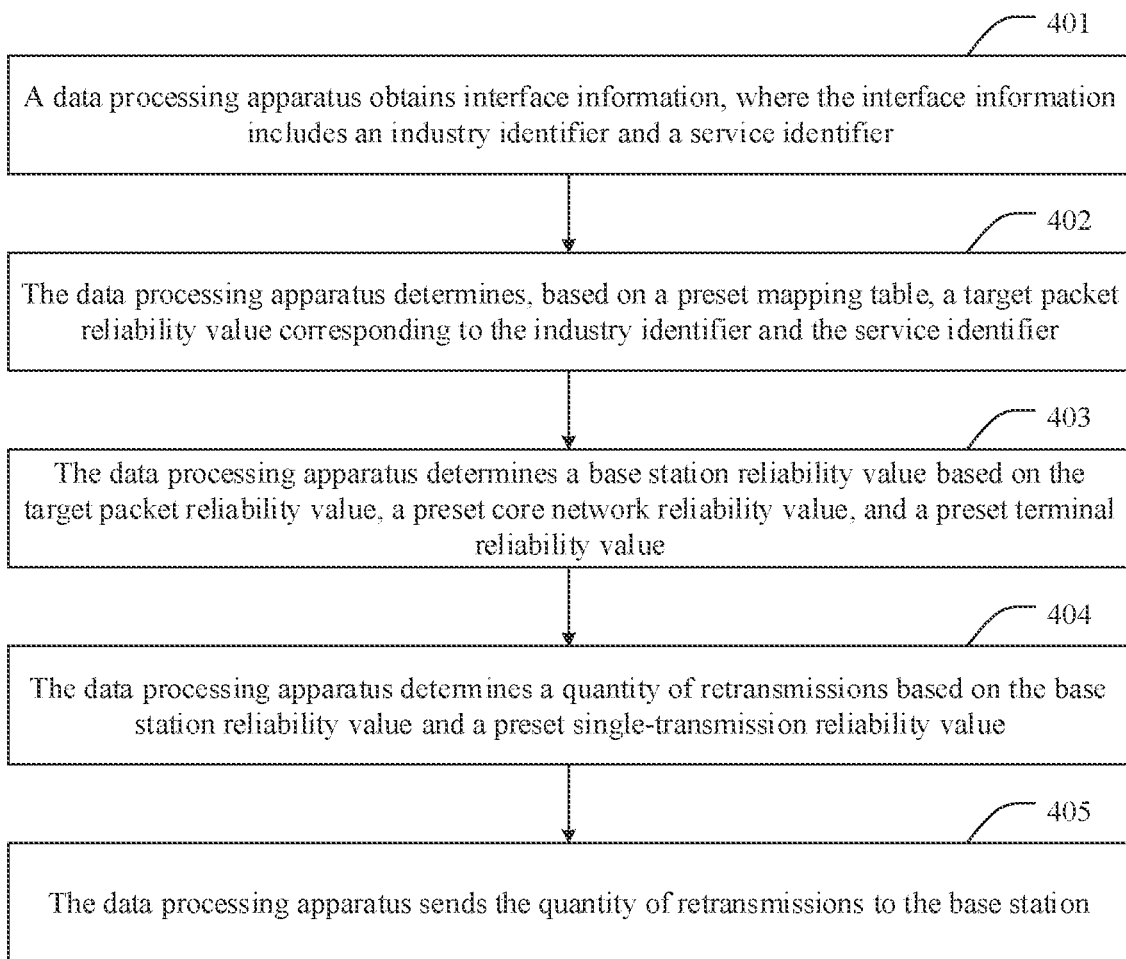 401
A data processing apparatus obtains interface information, where the interface information
includes an industry identifier and a service identifier
402
The data processing apparatus determines, based on a preset mapping table, a target packet
reliability value corresponding to the industry identifier and the service identifier
403
The data processing apparatus determines a base station reliability value based on the
target packet reliability value, a preset core network reliability value, and a preset terminal
reliability value
404
The data processing apparatus determines a quantity of retransmissions based on the base
station reliability value and a preset single-transmission reliability value
405
The data processing apparatus sends the quantity of retransmissions to the base station